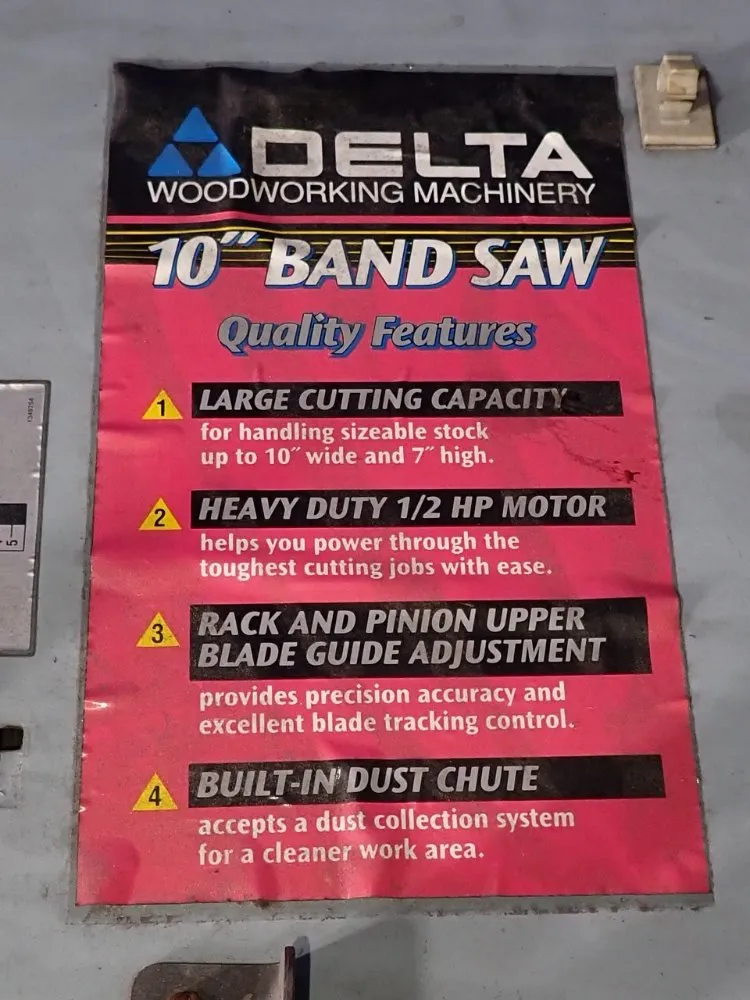 DELTA
WOODWORKING MACHINERY
10" BAND SAW
Quality Features
1 LARGE CUTTING CAPACITY
for handling sizeable stock
up to 10" wide and 7" high.
2 HEAVY DUTY 1/2 HP MOTOR
helps you power through the
toughest cutting jobs with ease.
3 RACK AND PINION UPPER
BLADE GUIDE ADJUSTMENT
provides precision accuracy and
excellent blade tracking control.
4 BUILT-IN DUST CHUTE
accepts a dust collection system
for a cleaner work area.
5